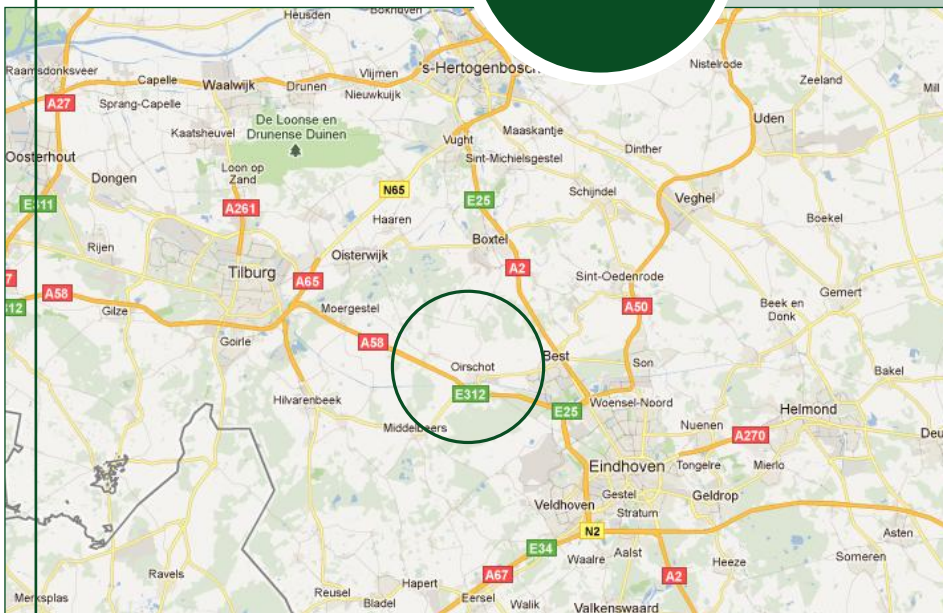 Heusden
Bokhoven
Nistelrode
Raamsdonksveer
Capelle
Waalwijk
Drunen
Vlijmen
's-Hertogenbosch
Zeeland
Mill
A27
Sprang-Capelle
Nieuwkuijk
De Loonse en
Drunense Duinen
Uden
Kaatsheuvel
Vught
Maaskantje
Oosterhout
Sint-Michielsgestel
Dinther
Loon op
Zand
Dongen
N65
Schijndel
Veghel
E311
A261
E25
Haaren
Boekel
Rijen
Oisterwijk
Boxtel
Tilburg
A2
Sint-Oedenrode
A65
A58
Gemert
Gilze
Moergestel
A50
Beek en
Donk
Goirle
A58
Best
Oirschot
Son
Bakel
Hilvarenbeek
E312
Woensel-Noord
E25
Helmond
Middelbeers
Nuenen
A270
Eindhoven
Tongelre
Mierlo
Gestel
Geldrop
Veldhoven
Stratum
N2
Asten
E34
Waalre
Aalst
Heeze
Someren
Ravels
A67
A2
Hapert
Merksplas
Reusel
Bladel
Eersel
Walik
Valkenswaard